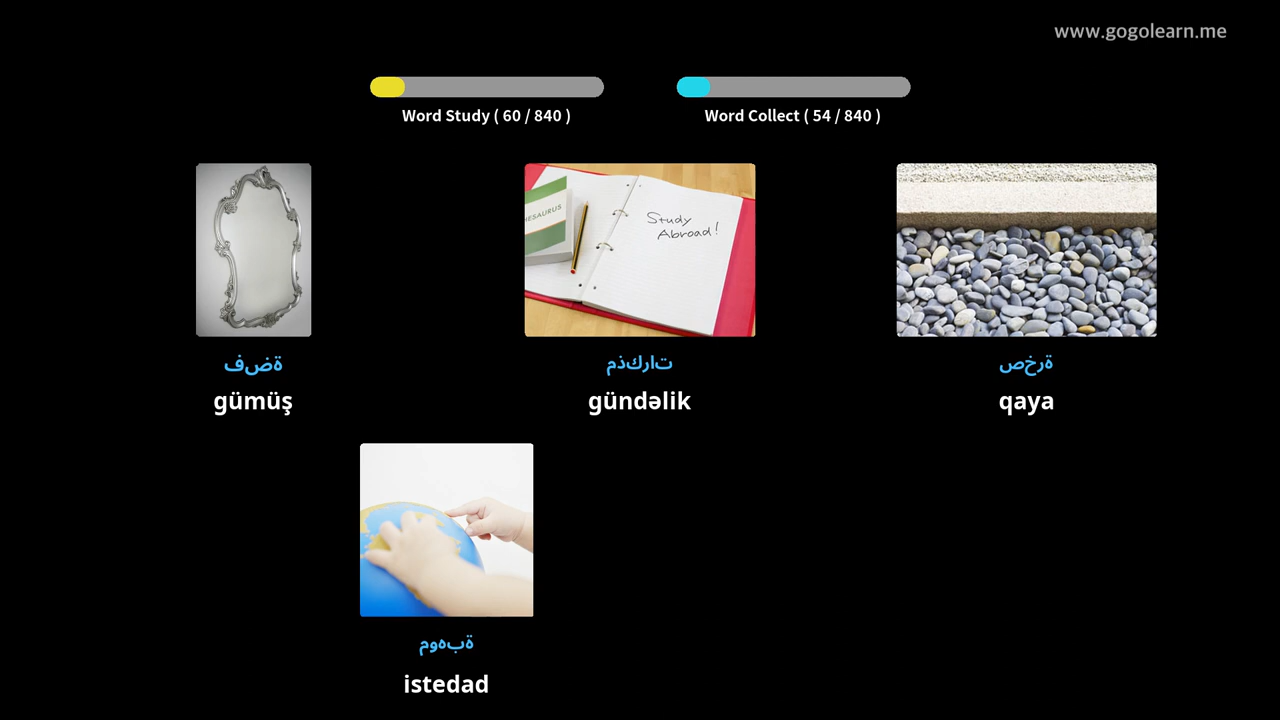 www.gogolearn.me
Word Study ( 60 / 840 )
Word Collect ( 54 / 840 )
HESAURUS
Study
Abroad!
ةضف
gümüş
تاركذم
gündəlik
ةرخص
qaya
ةبهوم
istedad